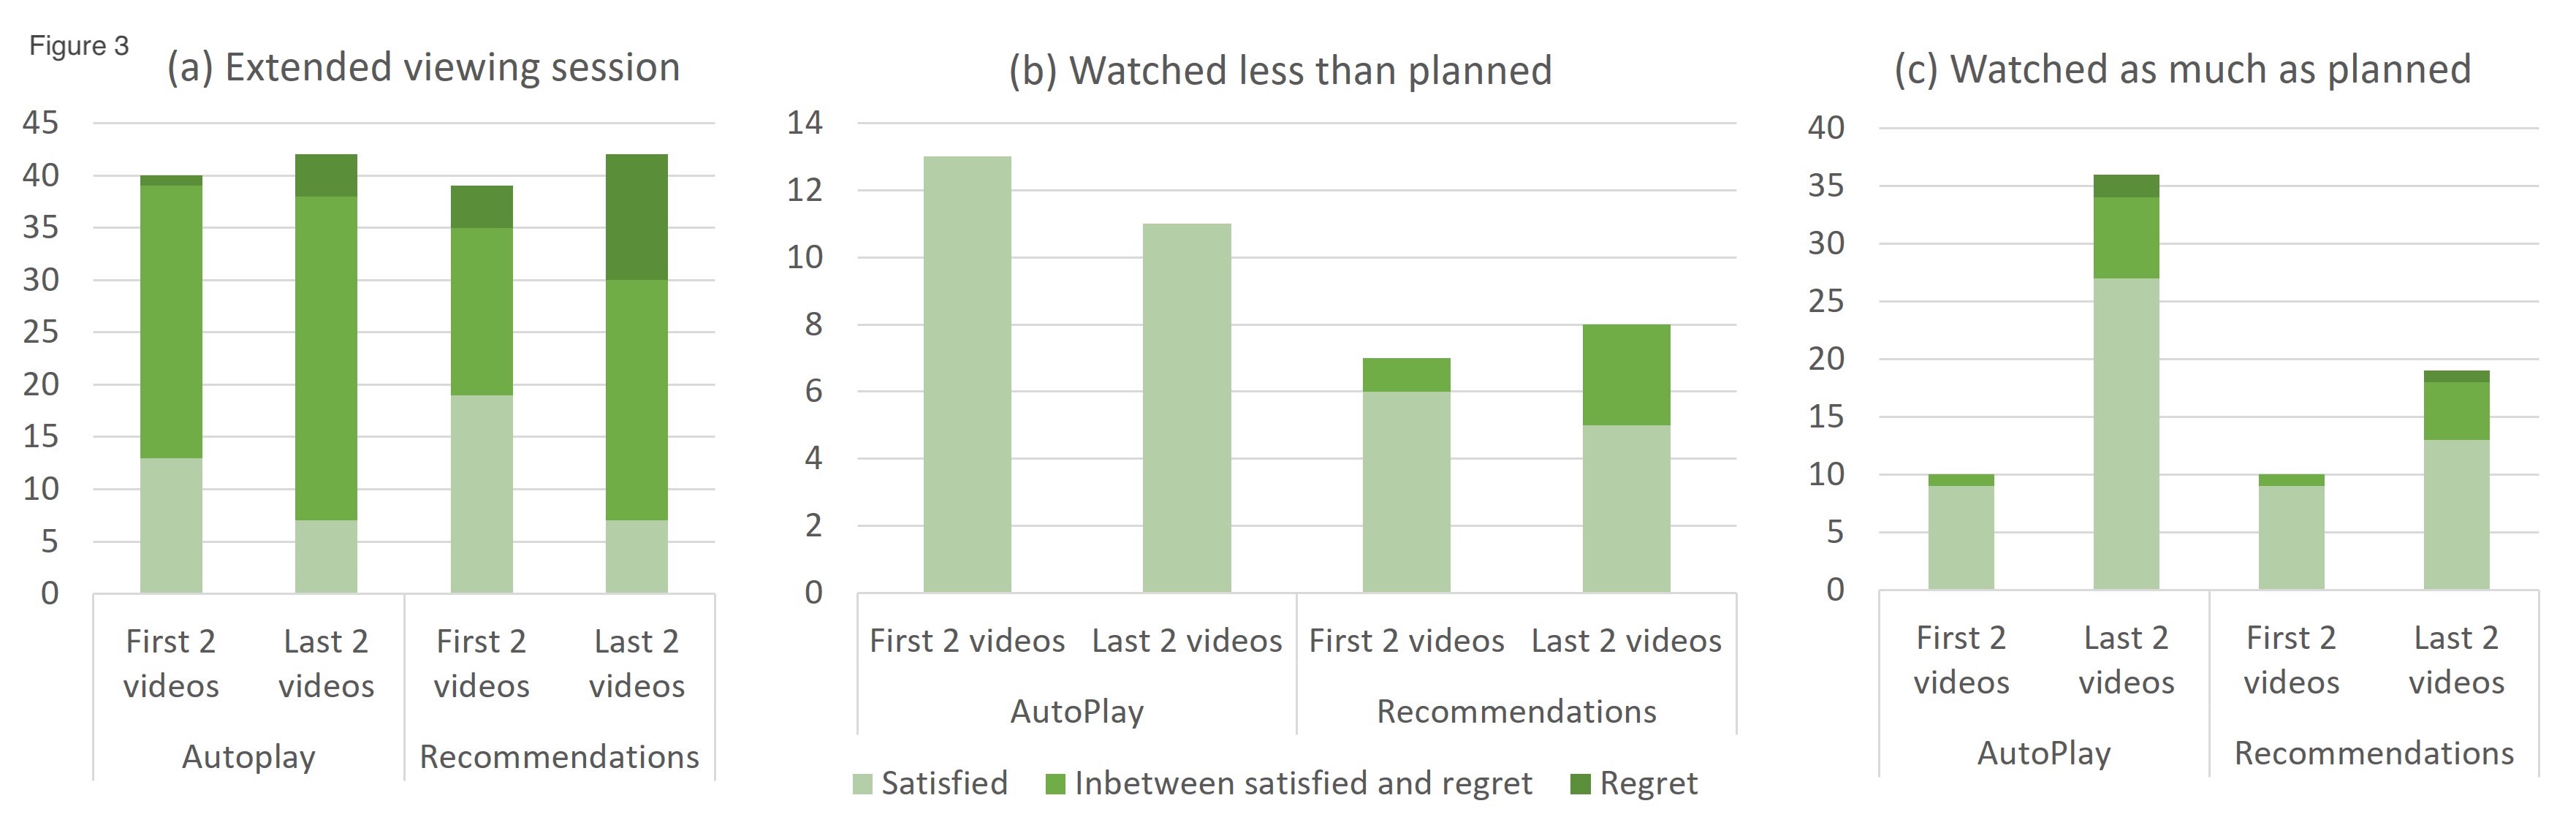 Figure 3
(a) Extended viewing session
45
40
35
30
25
20
15
10
5
0
First 2
videos
Last 2
videos
First 2
videos
Last 2
videos
Autoplay
Recommendations
(b) Watched less than planned
14
12
10
8
6
4
2
0
First 2 videos
Last 2 videos
First 2 videos
Last 2 videos
AutoPlay
Recommendations
(c) Watched as much as planned
40
35
30
25
20
15
10
5
0
First 2
videos
Last 2
videos
First 2
videos
Last 2
videos
AutoPlay
Recommendations
Satisfied
Inbetween satisfied and regret
Regret